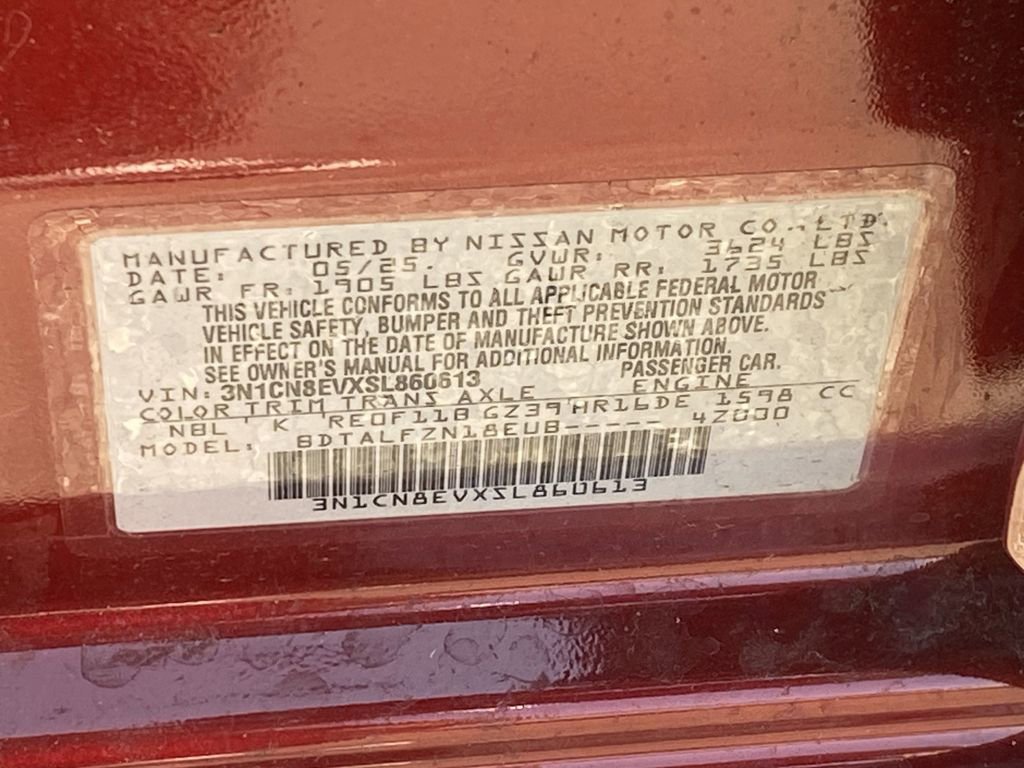 MANUFACTURED BY NISSAN MOTOR CO., LTD.
DATE: 05/25. GVWR: 3624 LBS
GAWR FR: 1905 LBS GAWR RR: 1735 LBS
THIS VEHICLE CONFORMS TO ALL APPLICABLE FEDERAL MOTOR
VEHICLE SAFETY, BUMPER AND THEFT PREVENTION STANDARDS
IN EFFECT ON THE DATE OF MANUFACTURE SHOWN ABOVE.
SEE OWNER'S MANUAL FOR ADDITIONAL INFORMATION.
VIN: 3N1CN8EVXSL860613 PASSENGER CAR.
COLOR TRIM TRANS AXLE ENGINE
NBL K RE0F11B GZ39 HR16DE 1598 CC
MODEL: BDTALFZN18EUB----- 4Z000
3N1CN8EVXSL860613